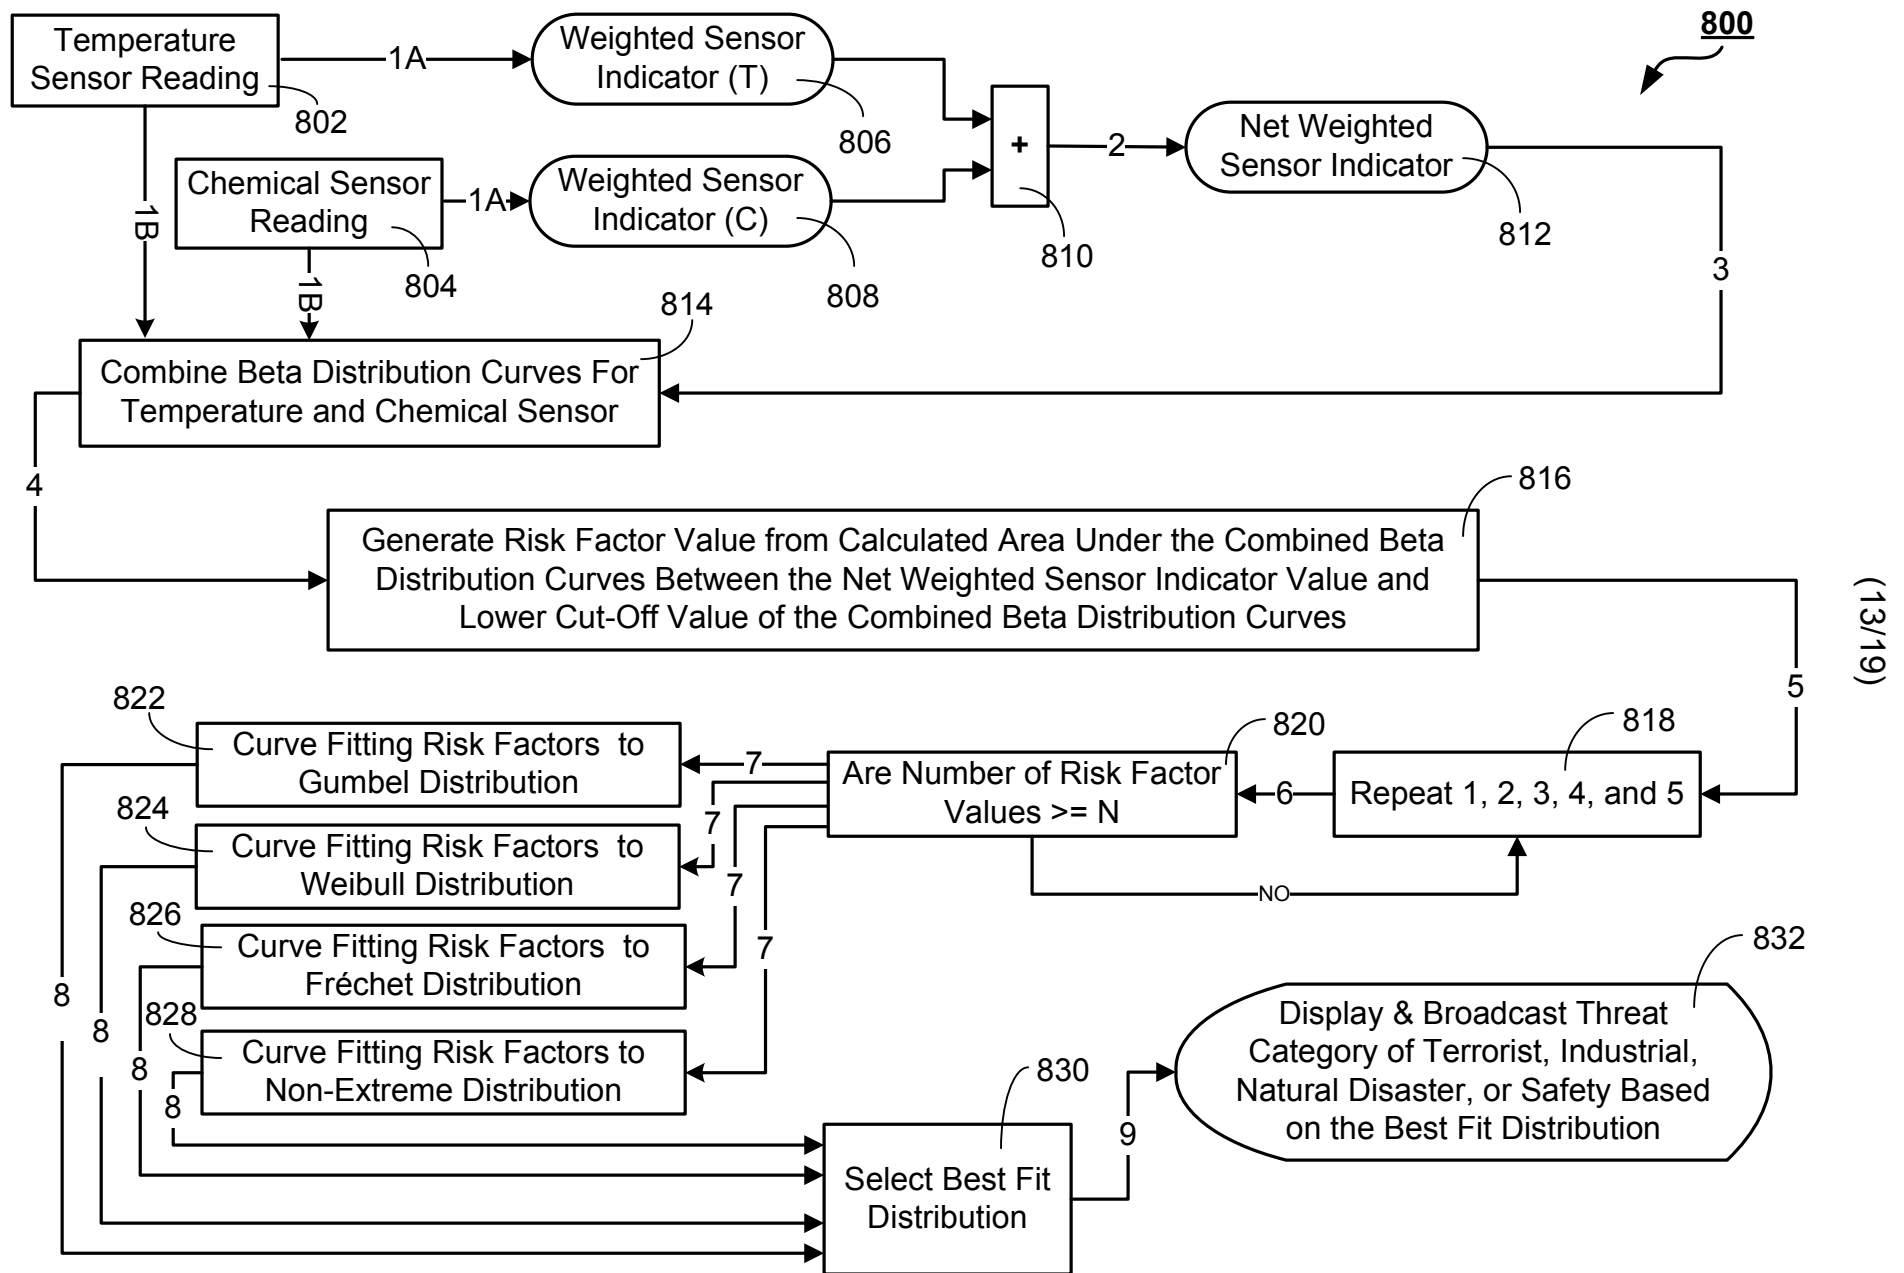 800
Temperature
Sensor Reading
802
1A
Weighted Sensor
Indicator (T)
806
Chemical Sensor
Reading
804
1A
Weighted Sensor
Indicator (C)
808
+
810
2
Net Weighted
Sensor Indicator
812
3
1B
1B
814
Combine Beta Distribution Curves For
Temperature and Chemical Sensor
4
816
Generate Risk Factor Value from Calculated Area Under the Combined Beta
Distribution Curves Between the Net Weighted Sensor Indicator Value and
Lower Cut-Off Value of the Combined Beta Distribution Curves
5
(13/19)
818
Repeat 1, 2, 3, 4, and 5
6
820
Are Number of Risk Factor
Values >= N
NO
7
7
7
7
822
Curve Fitting Risk Factors to
Gumbel Distribution
824
Curve Fitting Risk Factors to
Weibull Distribution
826
Curve Fitting Risk Factors to
Fréchet Distribution
828
Curve Fitting Risk Factors to
Non-Extreme Distribution
8
8
8
8
830
Select Best Fit
Distribution
9
832
Display & Broadcast Threat
Category of Terrorist, Industrial,
Natural Disaster, or Safety Based
on the Best Fit Distribution